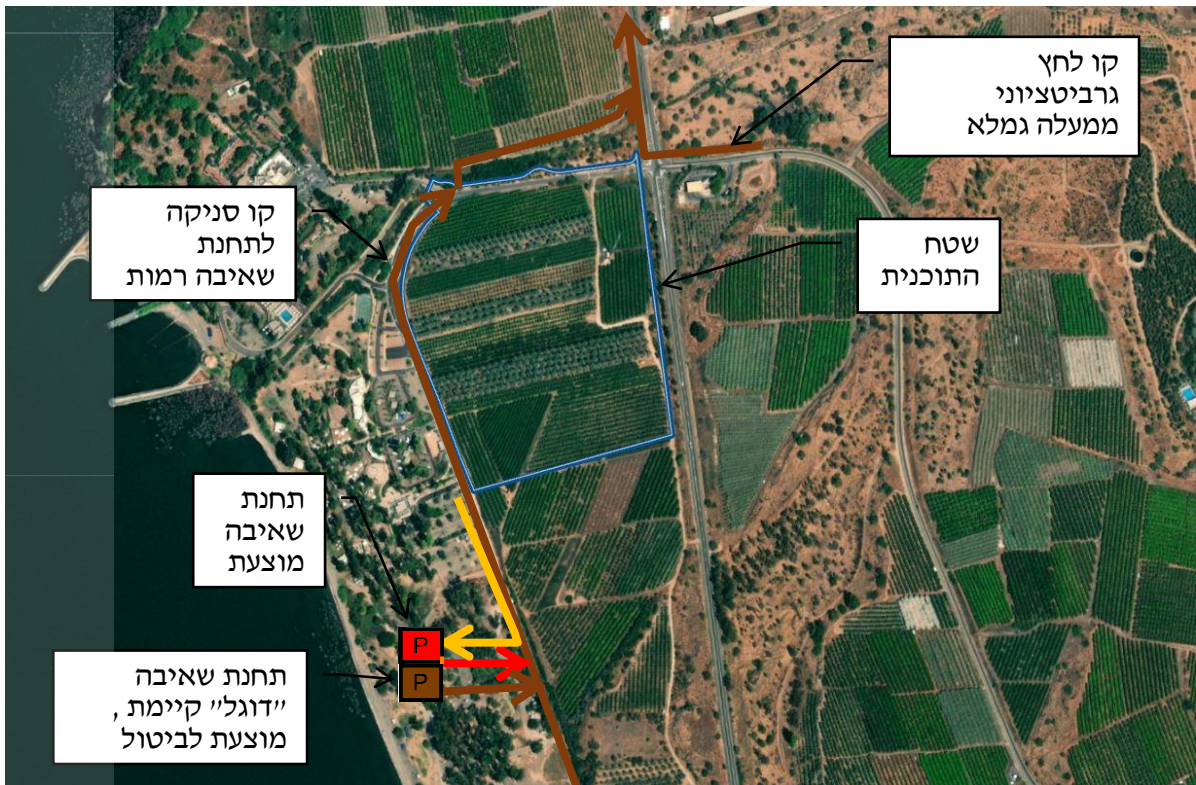 קו לחץ
גרביטציוני
ממעלה גמלא
קו סניקה
לתחנת
שאיבה רמות
שטח
התוכנית
תחנת
שאיבה
מוצעת
P
P
תחנת שאיבה
״דוגל״ קיימת ,
מוצעת לביטול